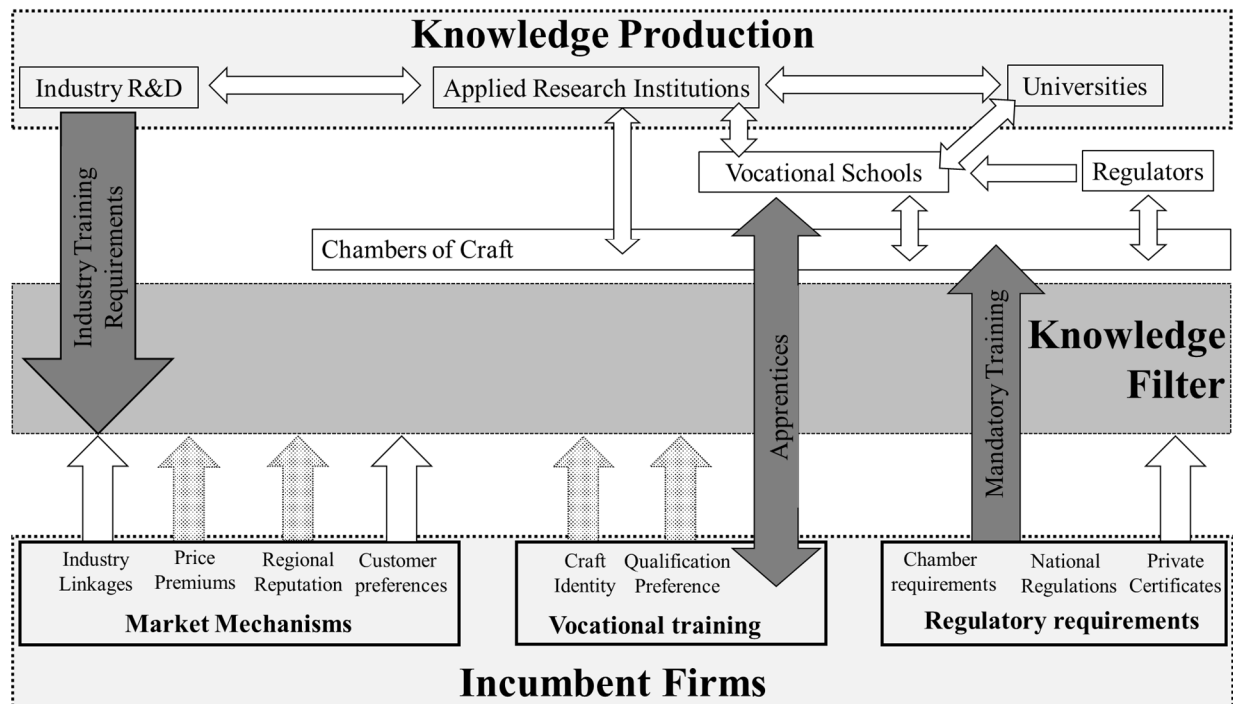 Knowledge Production
Industry R&D
Applied Research Institutions
Universities
Vocational Schools
Regulators
Chambers of Craft
Industry Training
Requirements
Knowledge
Filter
Apprentices
Mandatory Training
Industry
Linkages
Price
Premiums
Regional
Reputation
Customer
preferences
Market Mechanisms
Craft
Identity
Qualification
Preference
Vocational training
Chamber
requirements
National
Regulations
Private
Certificates
Regulatory requirements
Incumbent Firms